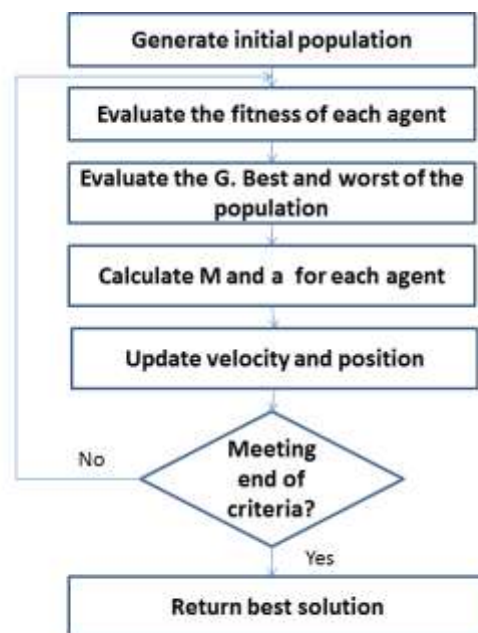 Generate initial population
Evaluate the fitness of each agent
Evaluate the G. Best and worst of the
population
Calculate M and a for each agent
Update velocity and position
Meeting
end of
criteria?
No
Yes
Return best solution